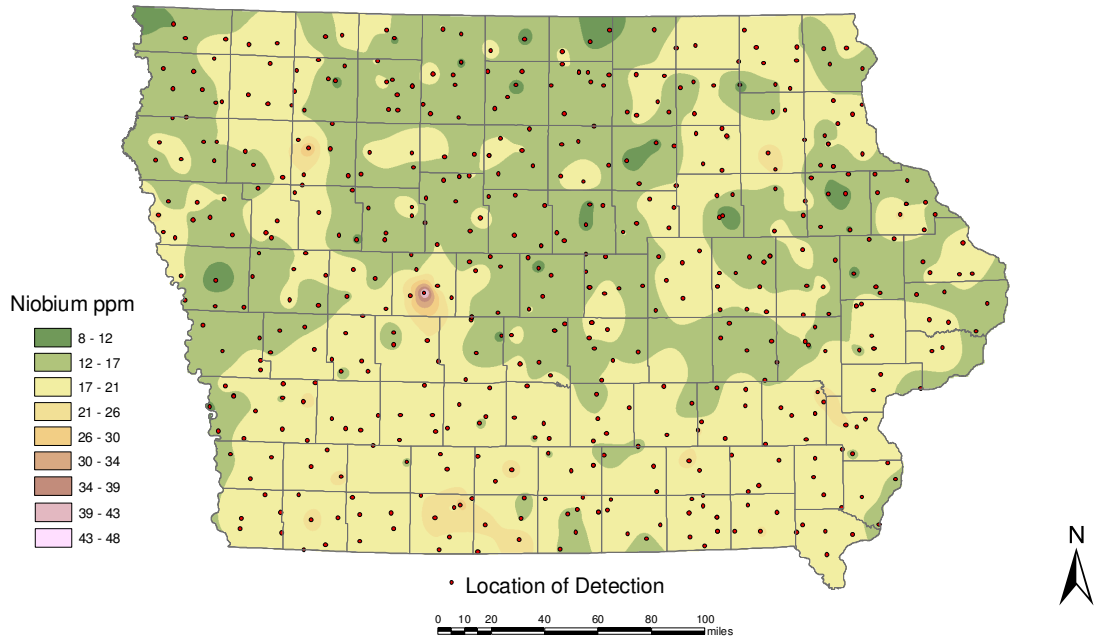 Niobium ppm
8 - 12
12 - 17
17 - 21
21 - 26
26 - 30
30 - 34
34 - 39
39 - 43
43 - 48
Location of Detection
N
0 10 20 40 60 80 100
miles